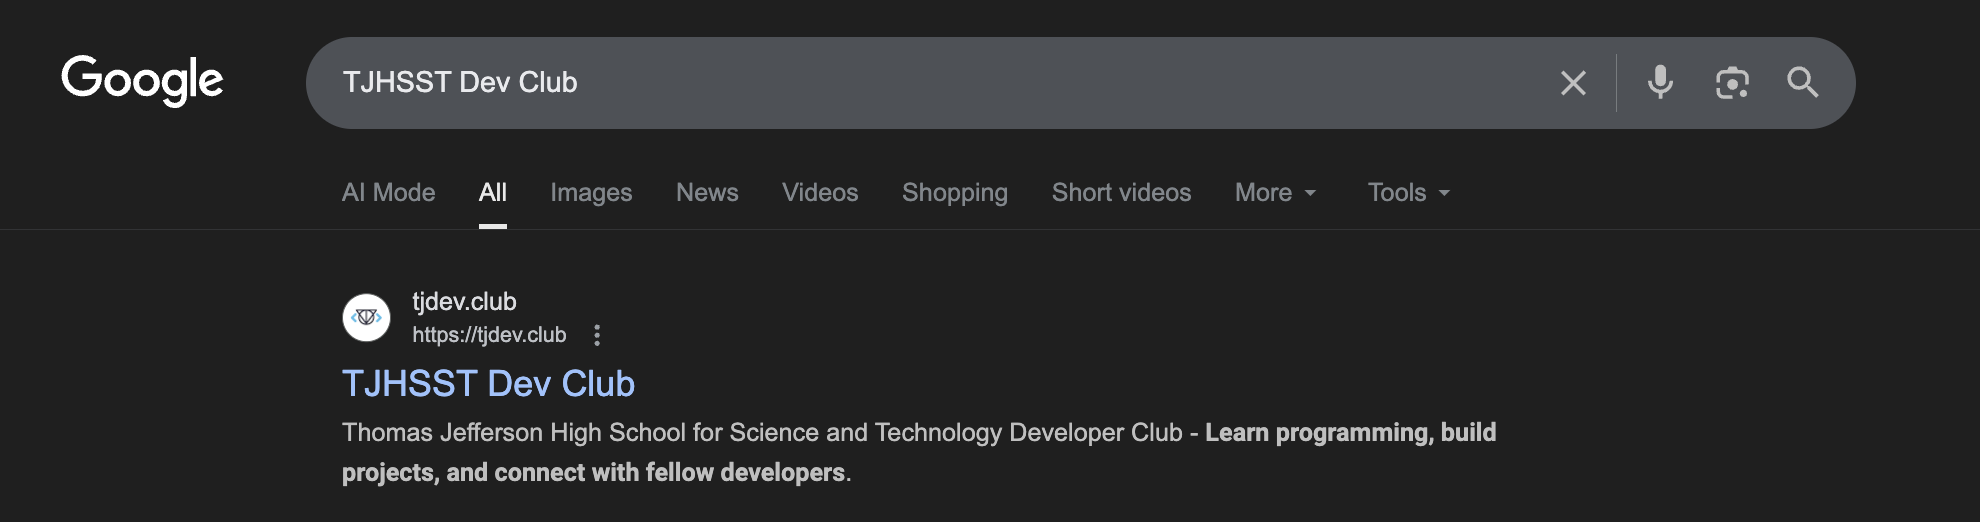 Google
TJHSST Dev Club
AI Mode All Images News Videos Shopping Short videos More Tools
tjdev.club
https://tjdev.club
TJHSST Dev Club
Thomas Jefferson High School for Science and Technology Developer Club - Learn programming, build
projects, and connect with fellow developers.